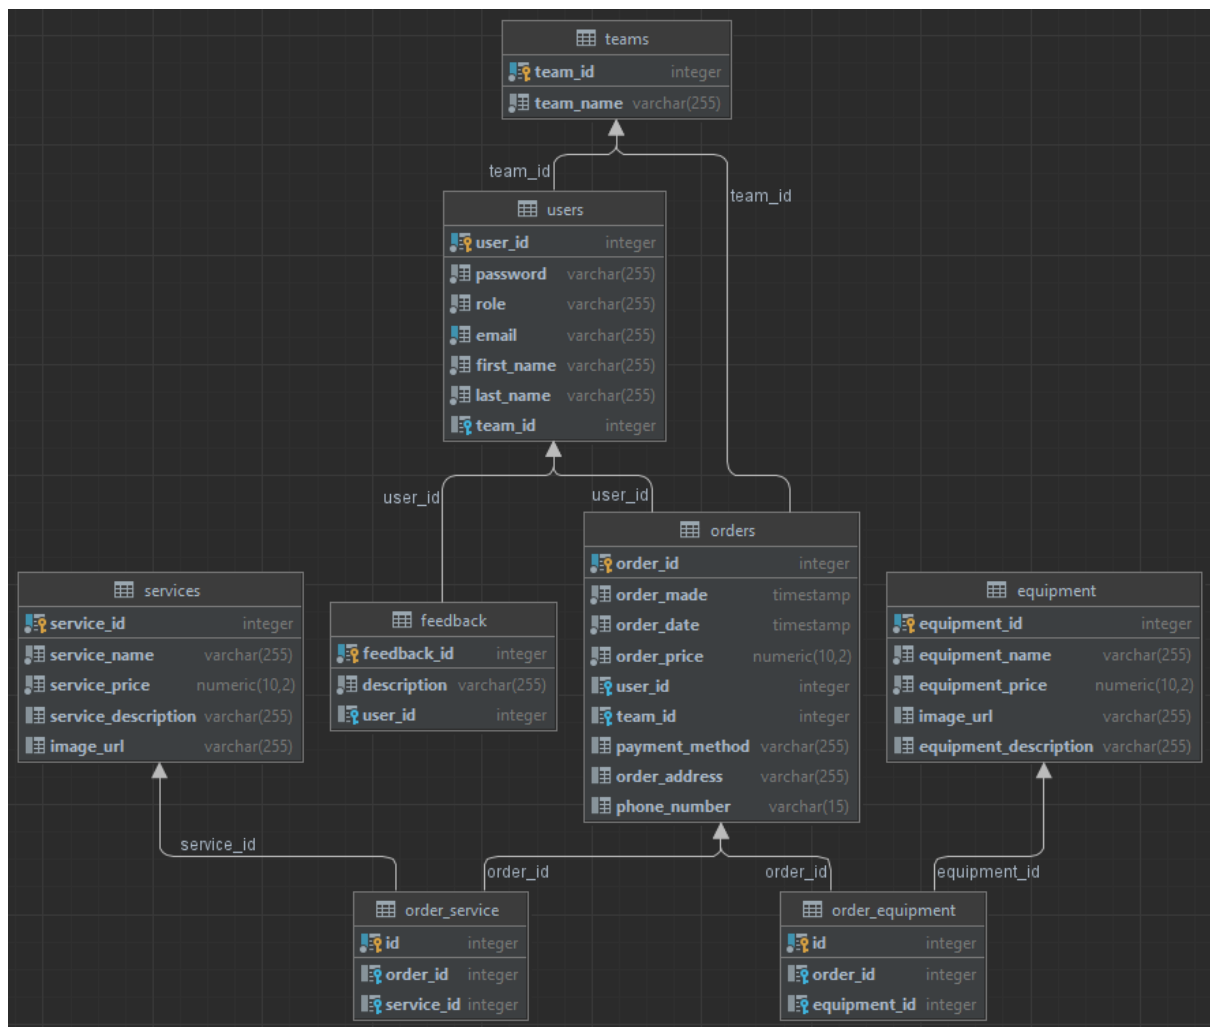 teams
team_id integer
team_name varchar(255)
team_id
team_id
users
user_id integer
password varchar(255)
role varchar(255)
email varchar(255)
first_name varchar(255)
last_name varchar(255)
team_id integer
user_id
user_id
orders
order_id integer
order_made timestamp
order_date timestamp
order_price numeric(10,2)
user_id integer
team_id integer
payment_method varchar(255)
order_address varchar(255)
phone_number varchar(15)
services
service_id integer
service_name varchar(255)
service_price numeric(10,2)
service_description varchar(255)
image_url varchar(255)
feedback
feedback_id integer
description varchar(255)
user_id integer
equipment
equipment_id integer
equipment_name varchar(255)
equipment_price numeric(10,2)
image_url varchar(255)
equipment_description varchar(255)
service_id
order_id
order_id
equipment_id
order_service
id integer
order_id integer
service_id integer
order_equipment
id integer
order_id integer
equipment_id integer